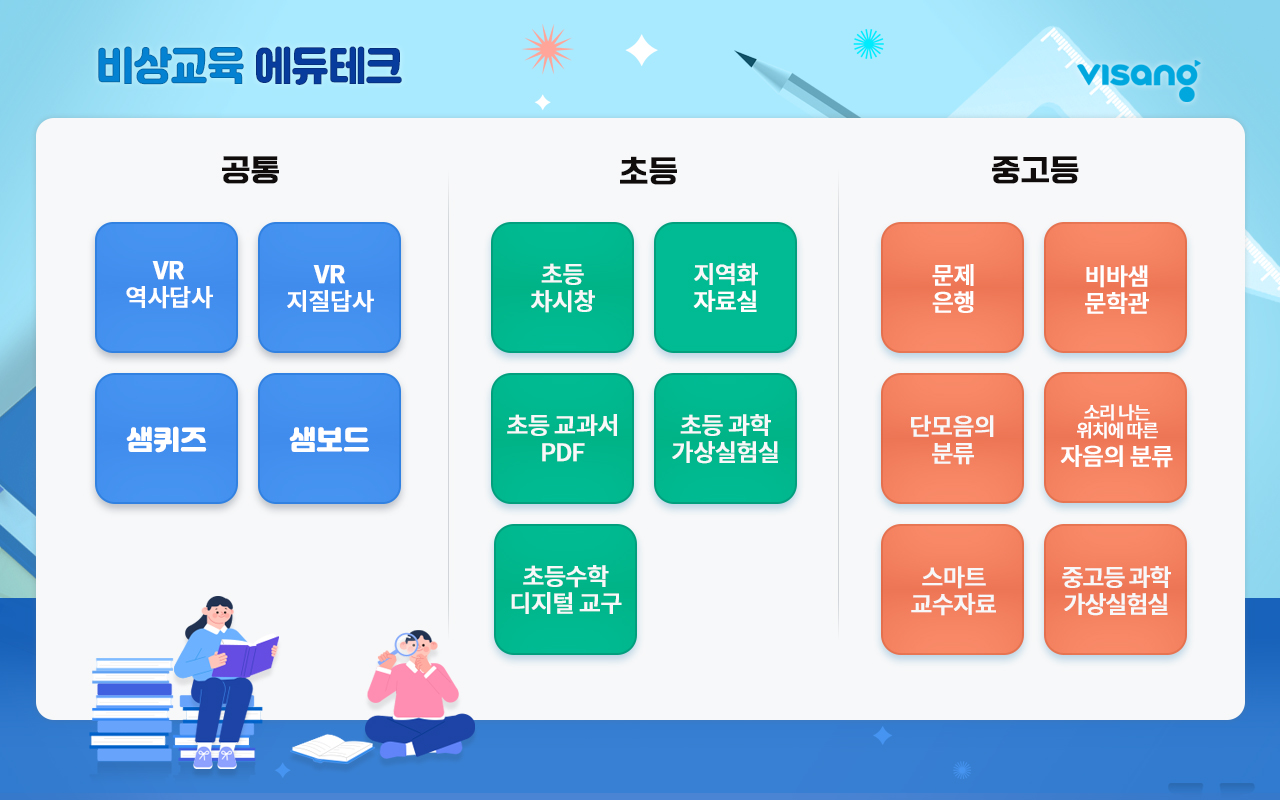 비상교육 에듀테크
visang
공통
VR
역사답사
VR
지질답사
샘퀴즈
샘보드
초등
초등
차시창
지역화
자료실
초등 교과서
PDF
초등 과학
가상실험실
초등수학
디지털 교구
중고등
문제
은행
비바샘
문학관
단모음의
분류
소리 나는
위치에 따른
자음의 분류
스마트
교수자료
중고등 과학
가상실험실